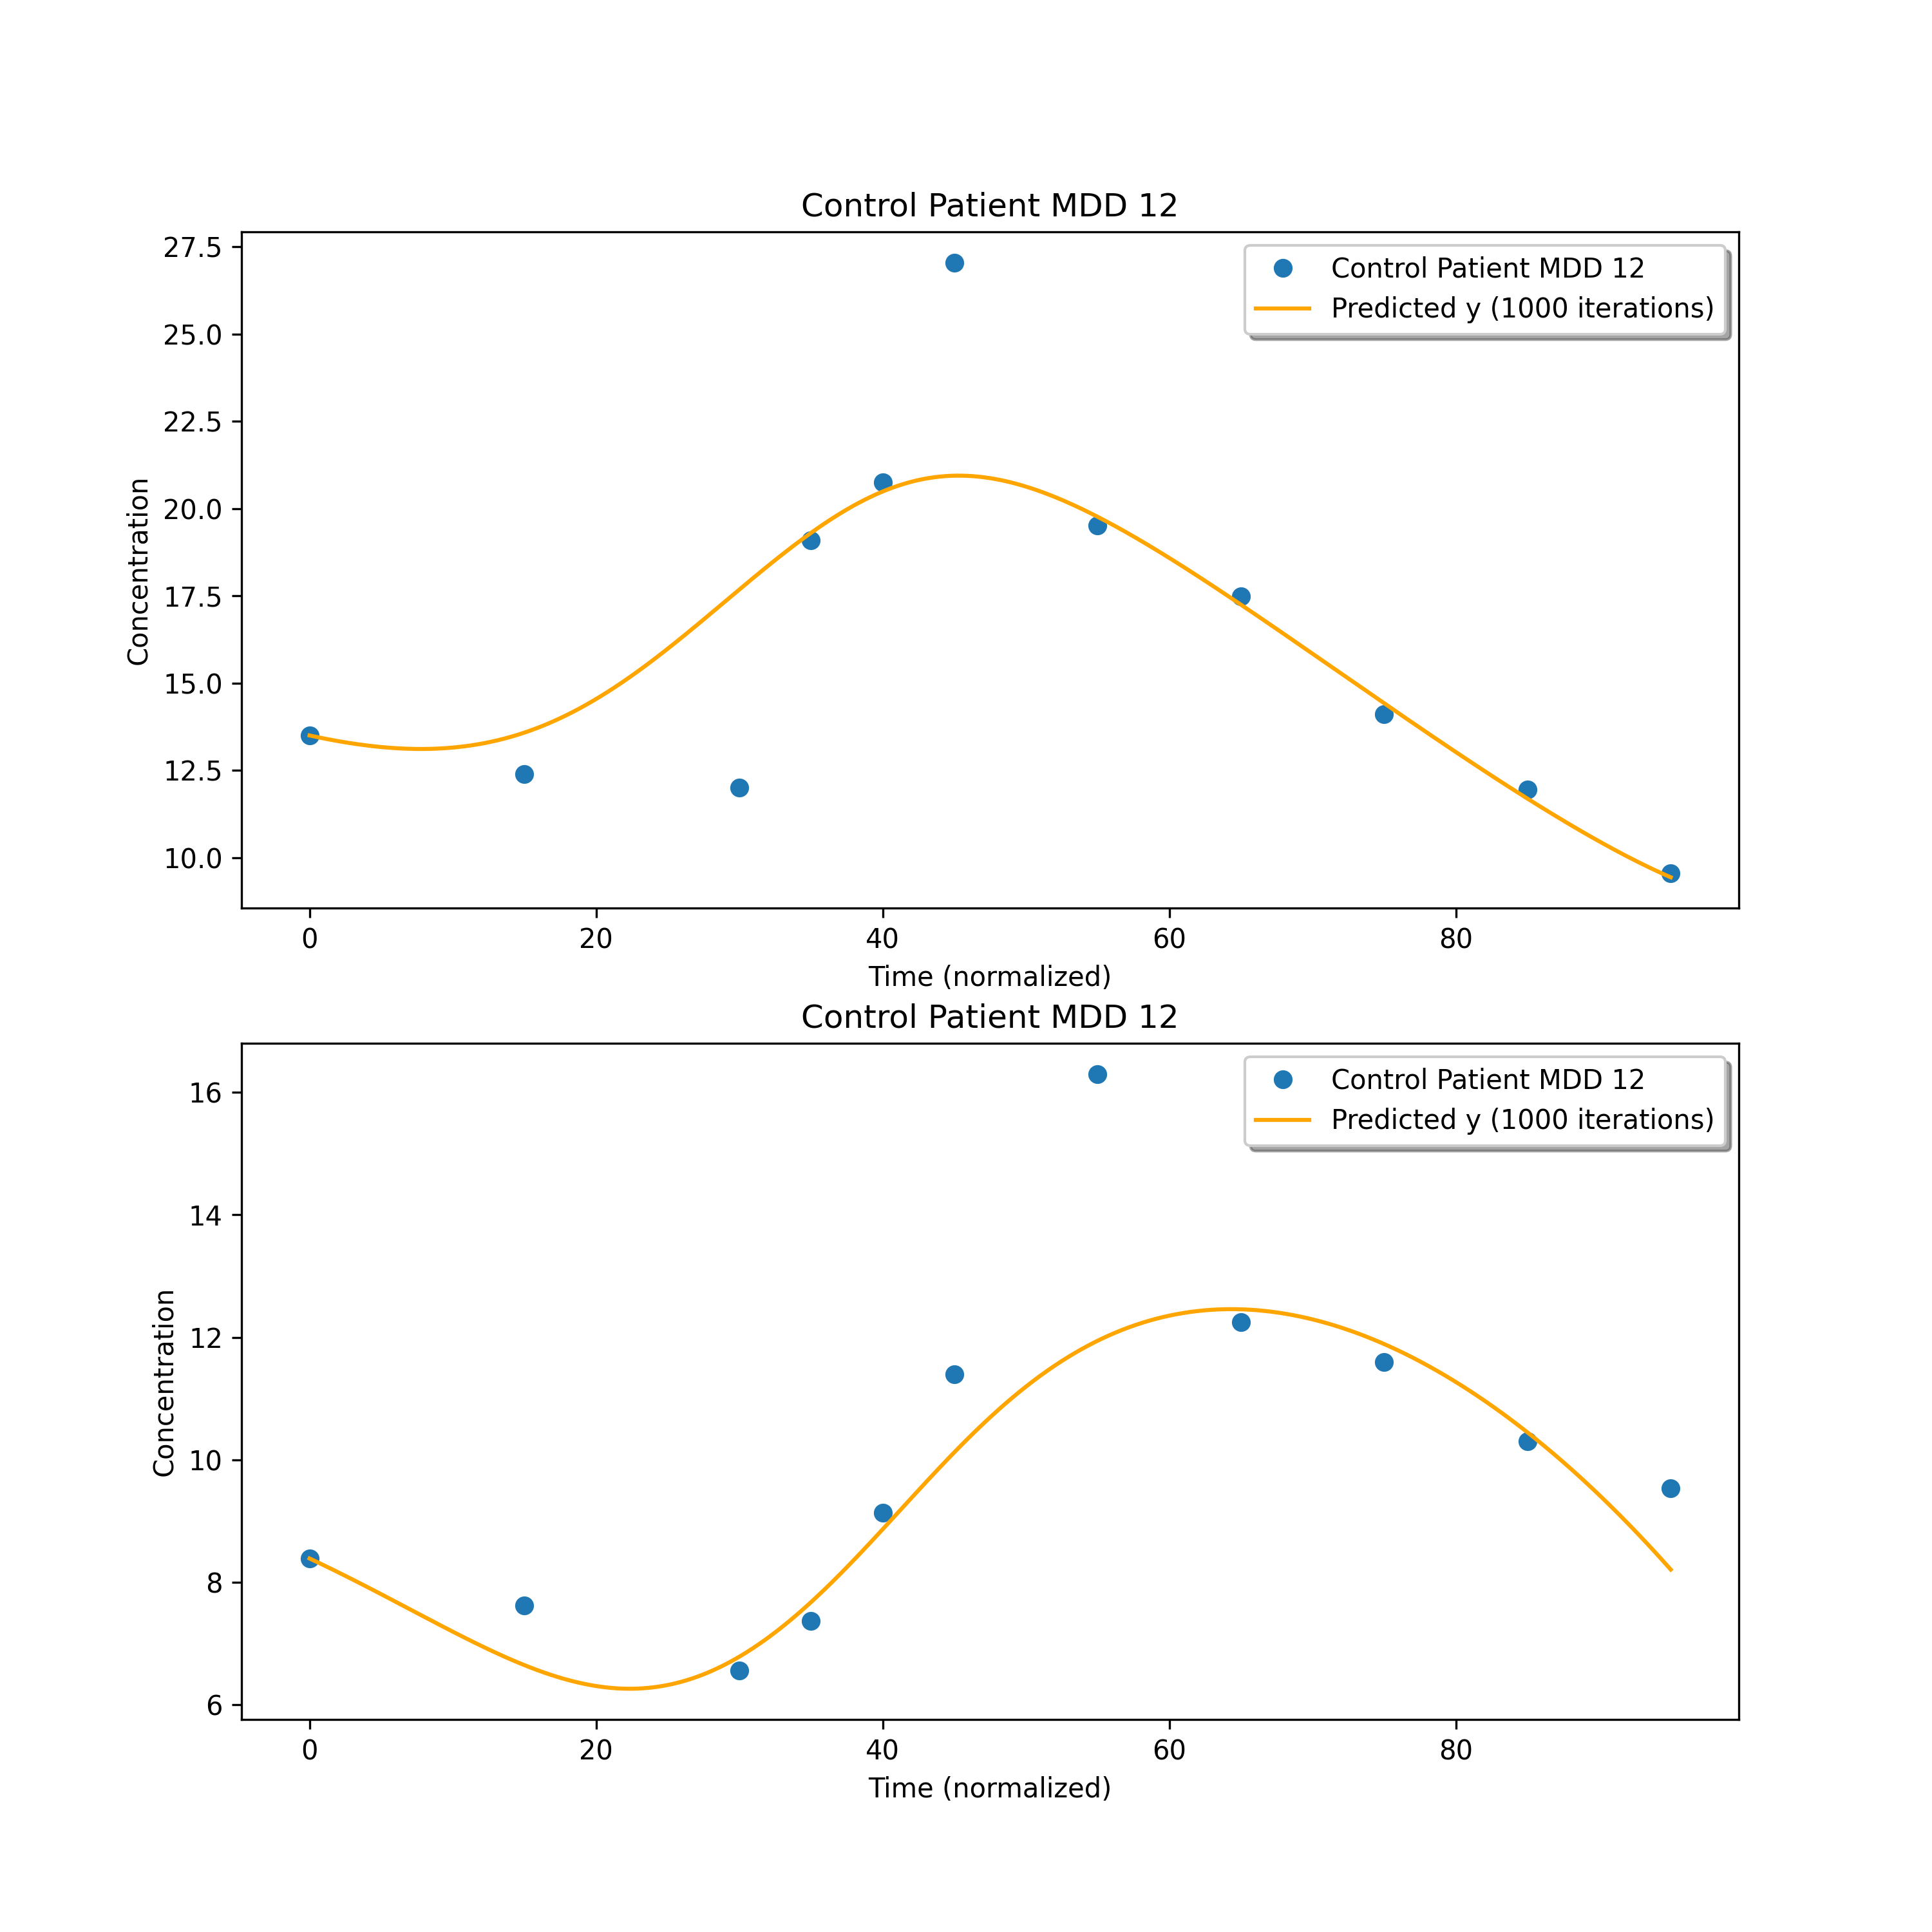 Control Patient MDD 12
27.5
25.0
22.5
20.0
17.5
15.0
12.5
10.0
Concentration
Control Patient MDD 12
Predicted y (1000 iterations)
0 20 40 60 80
Time (normalized)
Control Patient MDD 12
16
14
12
10
8
6
Concentration
Control Patient MDD 12
Predicted y (1000 iterations)
0 20 40 60 80
Time (normalized)